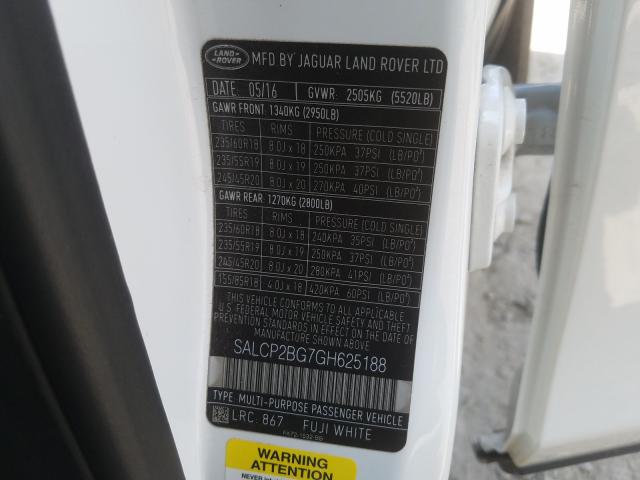 LAND-ROVER
MFD BY JAGUAR LAND ROVER LTD
DATE: 05/16 GVWR: 2505KG (5520LB)
GAWR FRONT: 1340KG (2950LB)
TIRES RIMS PRESSURE (COLD SINGLE)
235/60R18 8.0J x 18 250KPA 37PSI (LB/PO²)
235/55R19 8.0J x 19 250KPA 37PSI (LB/PO²)
245/45R20 8.0J x 20 270KPA 40PSI (LB/PO²)
GAWR REAR: 1270KG (2800LB)
TIRES RIMS PRESSURE (COLD SINGLE)
235/60R18 8.0J x 18 240KPA 35PSI (LB/PO²)
235/55R19 8.0J x 19 250KPA 37PSI (LB/PO²)
245/45R20 8.0J x 20 280KPA 41PSI (LB/PO²)
155/85R18 4.0J x 18 420KPA 60PSI (LB/PO²)
THIS VEHICLE CONFORMS TO ALL APPLICABLE
U.S. FEDERAL MOTOR VEHICLE SAFETY AND THEFT
PREVENTION STANDARDS IN EFFECT ON THE DATE OF
MANUFACTURE SHOWN ABOVE.
SALCP2BG7GH625188
TYPE: MULTI-PURPOSE PASSENGER VEHICLE
LRC: 867 FUJI WHITE
WARNING
ATTENTION